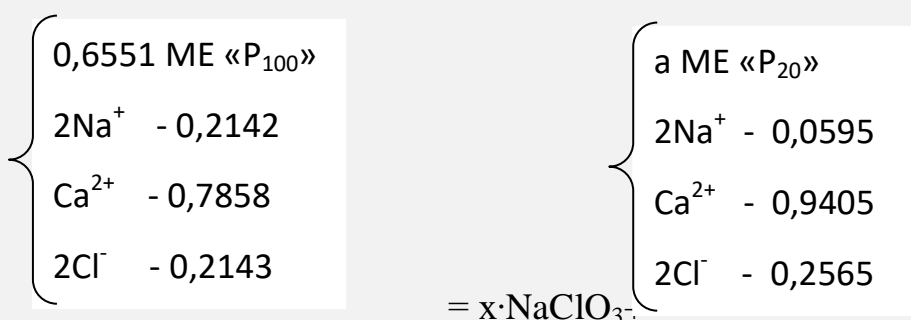 0,6551 ME «P₁₀₀»
2Na⁺ - 0,2142
Ca²⁺ - 0,7858
2Cl⁻ - 0,2143
= x·NaClO₃-
a ME «P₂₀»
2Na⁺ - 0,0595
Ca²⁺ - 0,9405
2Cl⁻ - 0,2565